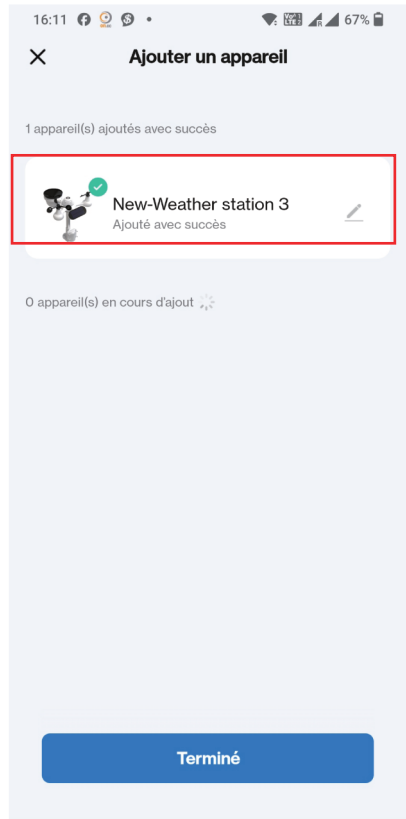 16:11 67%
Ajouter un appareil
1 appareil(s) ajoutés avec succès
New-Weather station 3
Ajouté avec succès
0 appareil(s) en cours d'ajout
Terminé